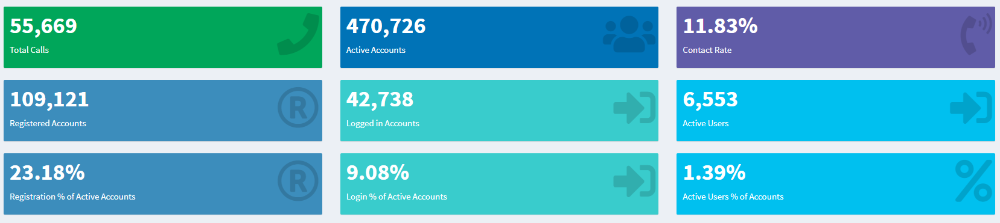 55,669
Total Calls
470,726
Active Accounts
11.83%
Contact Rate
109,121
Registered Accounts
R
42,738
Logged in Accounts
6,553
Active Users
23.18%
Registration % of Active Accounts
R
9.08%
Login % of Active Accounts
1.39%
Active Users % of Accounts
%